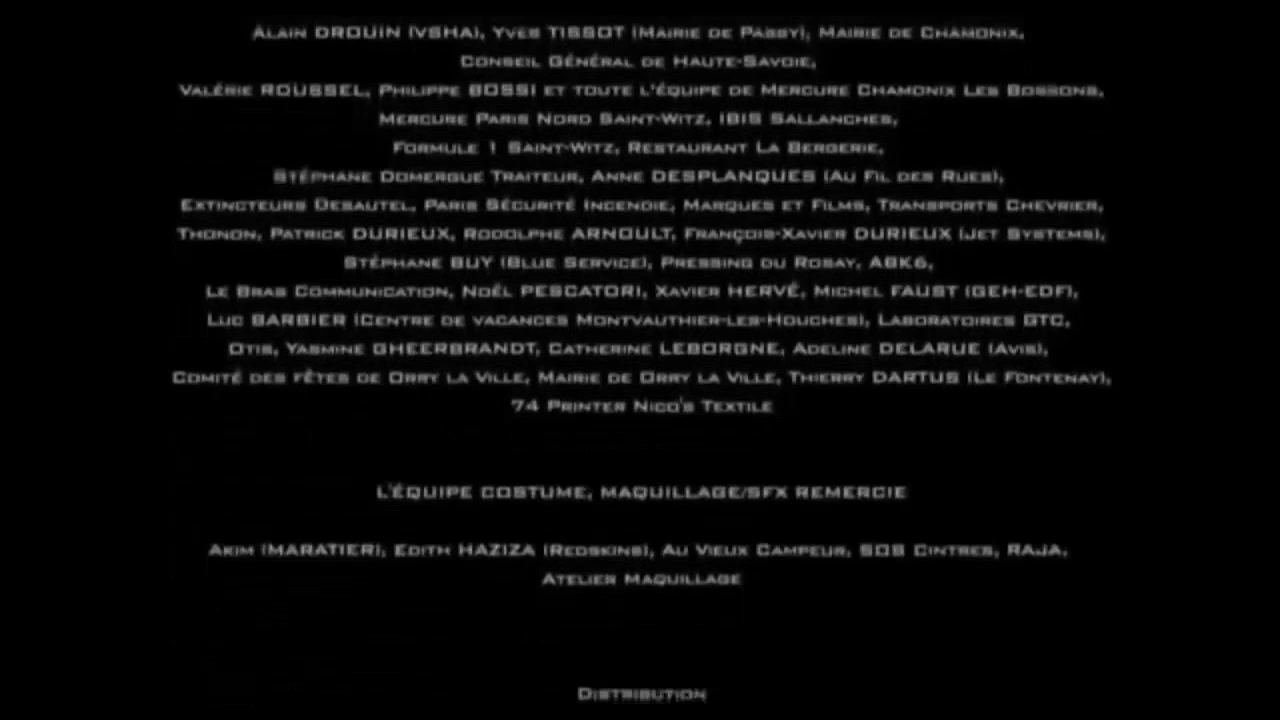 Alain DROUIN (VSHA), Yves TISSOT (Mairie de Passy), Mairie de Chamonix,
Conseil Général de Haute-Savoie,
Valérie ROUSSEL, Philippe BOSSI et toute l'équipe de Mercure Chamonix Les Bossons,
Mercure Paris Nord Saint-Witz, IBIS Sallanches,
Formule 1 Saint-Witz, Restaurant La Bergerie,
Stéphane Domergue Traiteur, Anne DESPLANQUES (Au Fil des Rues),
Extincteurs Desautel, Paris Sécurité Incendie, Marques et Films, Transports Chevrier,
Thonon, Patrick DURIEUX, Rodolphe ARNOULT, François-Xavier DURIEUX (Jet Systems),
Stéphane BUY (Blue Service), Pressing du Rosay, ABK6,
Le Bras Communication, Noël PESCATORI, Xavier HERVÉ, Michel FAUST (GEH-EDF),
Luc BARBIER (Centre de vacances Montvauthier-les-Houches), Laboratoires GTC,
Otis, Yasmine GHEERBRANDT, Catherine LEBORGNE, Adeline DELARUE (Avis),
Comité des fêtes de Orry la Ville, Mairie de Orry la Ville, Thierry DARTUS (Le Fontenay),
74 Printer Nico's Textile
L'ÉQUIPE COSTUME, MAQUILLAGE/SFX REMERCIE
Akim (MARATIER), Edith HAZIZA (Redskins), Au Vieux Campeur, SOS Cintres, RAJA,
Atelier Maquillage
Distribution